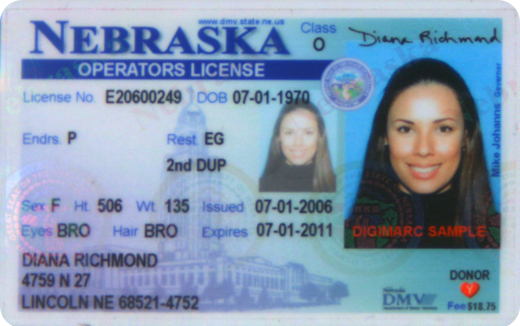 www.dmv.state.ne.us
NEBRASKA
Class
O
OPERATORS LICENSE
Diana Richmond
License No. E20600249 DOB 07-01-1970
Endrs. P Rest EG
2nd DUP
Sex F Ht 506 Wt 135 Issued 07-01-2006
Eyes BRO Hair BRO Expires 07-01-2011
DIANA RICHMOND
4759 N 27
LINCOLN NE 68521-4752
Mike Johanns Governor
DIGIMARC SAMPLE
DONOR
Y
Nebraska
DMV
Fee $18.75